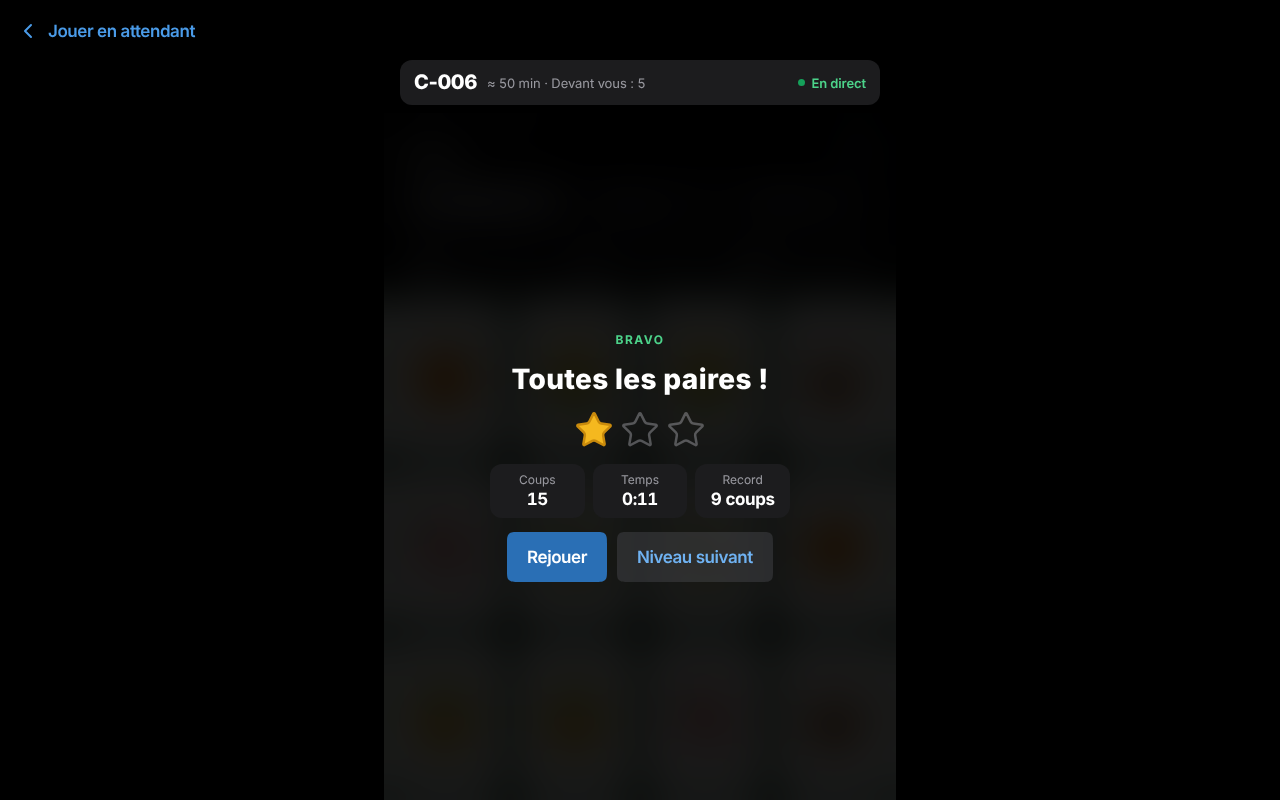 Jouer en attendant
C-006 ≈ 50 min · Devant vous : 5 En direct
BRAVO
Toutes les paires !
Coups Temps Record
15 0:11 9 coups
Rejouer Niveau suivant